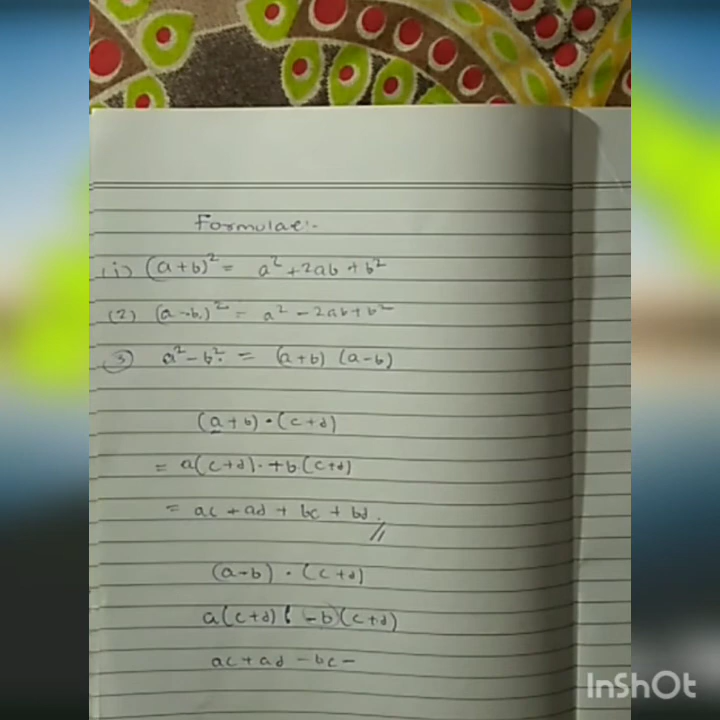 Formulae:-
(1) (a+b)² = a² + 2ab + b²
(2) (a-b)² = a² - 2ab + b²
(3) a² - b² = (a+b) (a-b)
(a+b) • (c+d)
= a(c+d) + b(c+d)
= ac + ad + bc + bd. //
(a-b) • (c+d)
a(c+d) ( -b)(c+d)
ac + ad - bc -
InShOt